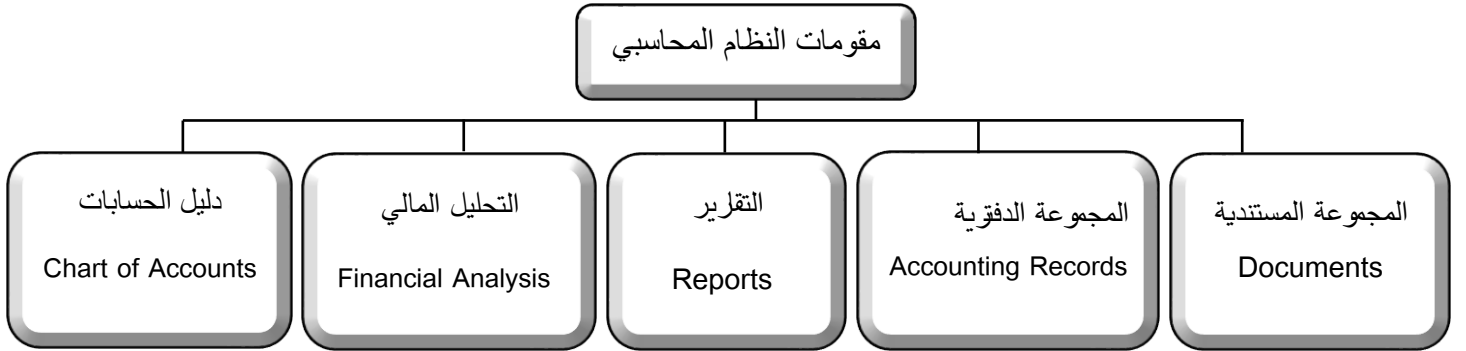 مقومات النظام المحاسبي
المجموعة المستندية
Documents
المجموعة الدفتوية
Accounting Records
التقارير
Reports
التحليل المالي
Financial Analysis
دليل الحسابات
Chart of Accounts